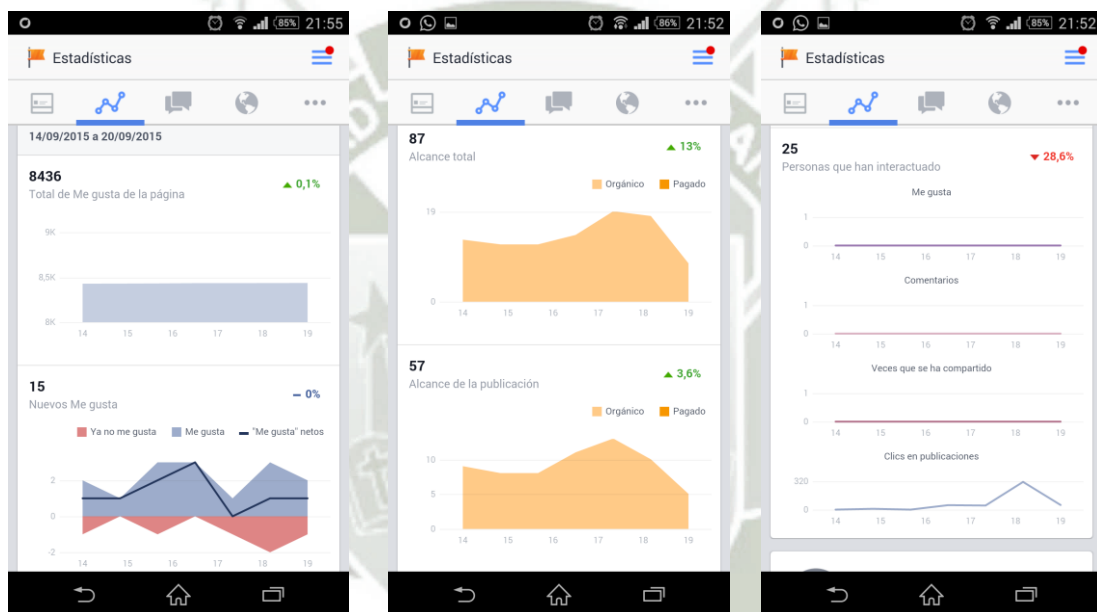 85% 21:55
Estadísticas
14/09/2015 a 20/09/2015
8436
Total de Me gusta de la página
0,1%
9K
8,5K
8K
14 15 16 17 18 19
15
Nuevos Me gusta
0%
Ya no me gusta Me gusta "Me gusta" netos
2
0
-2
14 15 16 17 18 19
86% 21:52
Estadísticas
87
Alcance total
13%
Orgánico Pagado
19
0
14 15 16 17 18 19
57
Alcance de la publicación
3,6%
Orgánico Pagado
10
5
0
14 15 16 17 18 19
85% 21:52
Estadísticas
25
Personas que han interactuado
28,6%
Me gusta
1
0
14 15 16 17 18 19
Comentarios
1
0
14 15 16 17 18 19
Veces que se ha compartido
1
0
14 15 16 17 18 19
Clics en publicaciones
320
0
14 15 16 17 18 19